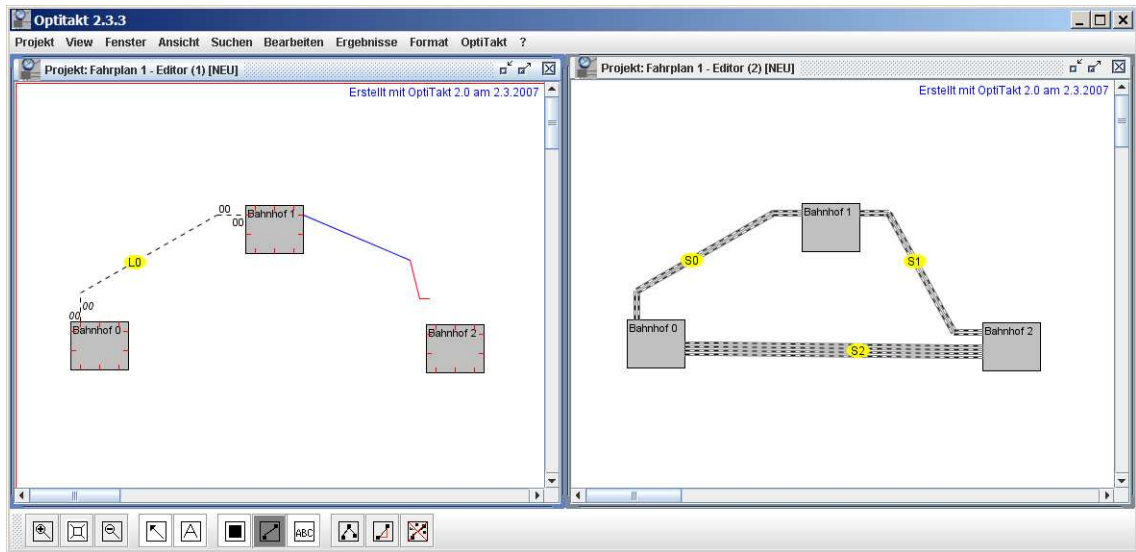 Optitakt 2.3.3
Projekt View Fenster Ansicht Suchen Bearbeiten Ergebnisse Format OptiTakt ?
Projekt: Fahrplan 1 - Editor (1) [NEU]
Erstellt mit OptiTakt 2.0 am 2.3.2007
00
Bahnhof 1
00
L0
00
00
Bahnhof 0
Bahnhof 2
Projekt: Fahrplan 1 - Editor (2) [NEU]
Erstellt mit OptiTakt 2.0 am 2.3.2007
Bahnhof 1
S0
S1
Bahnhof 0
Bahnhof 2
S2
A
ABC